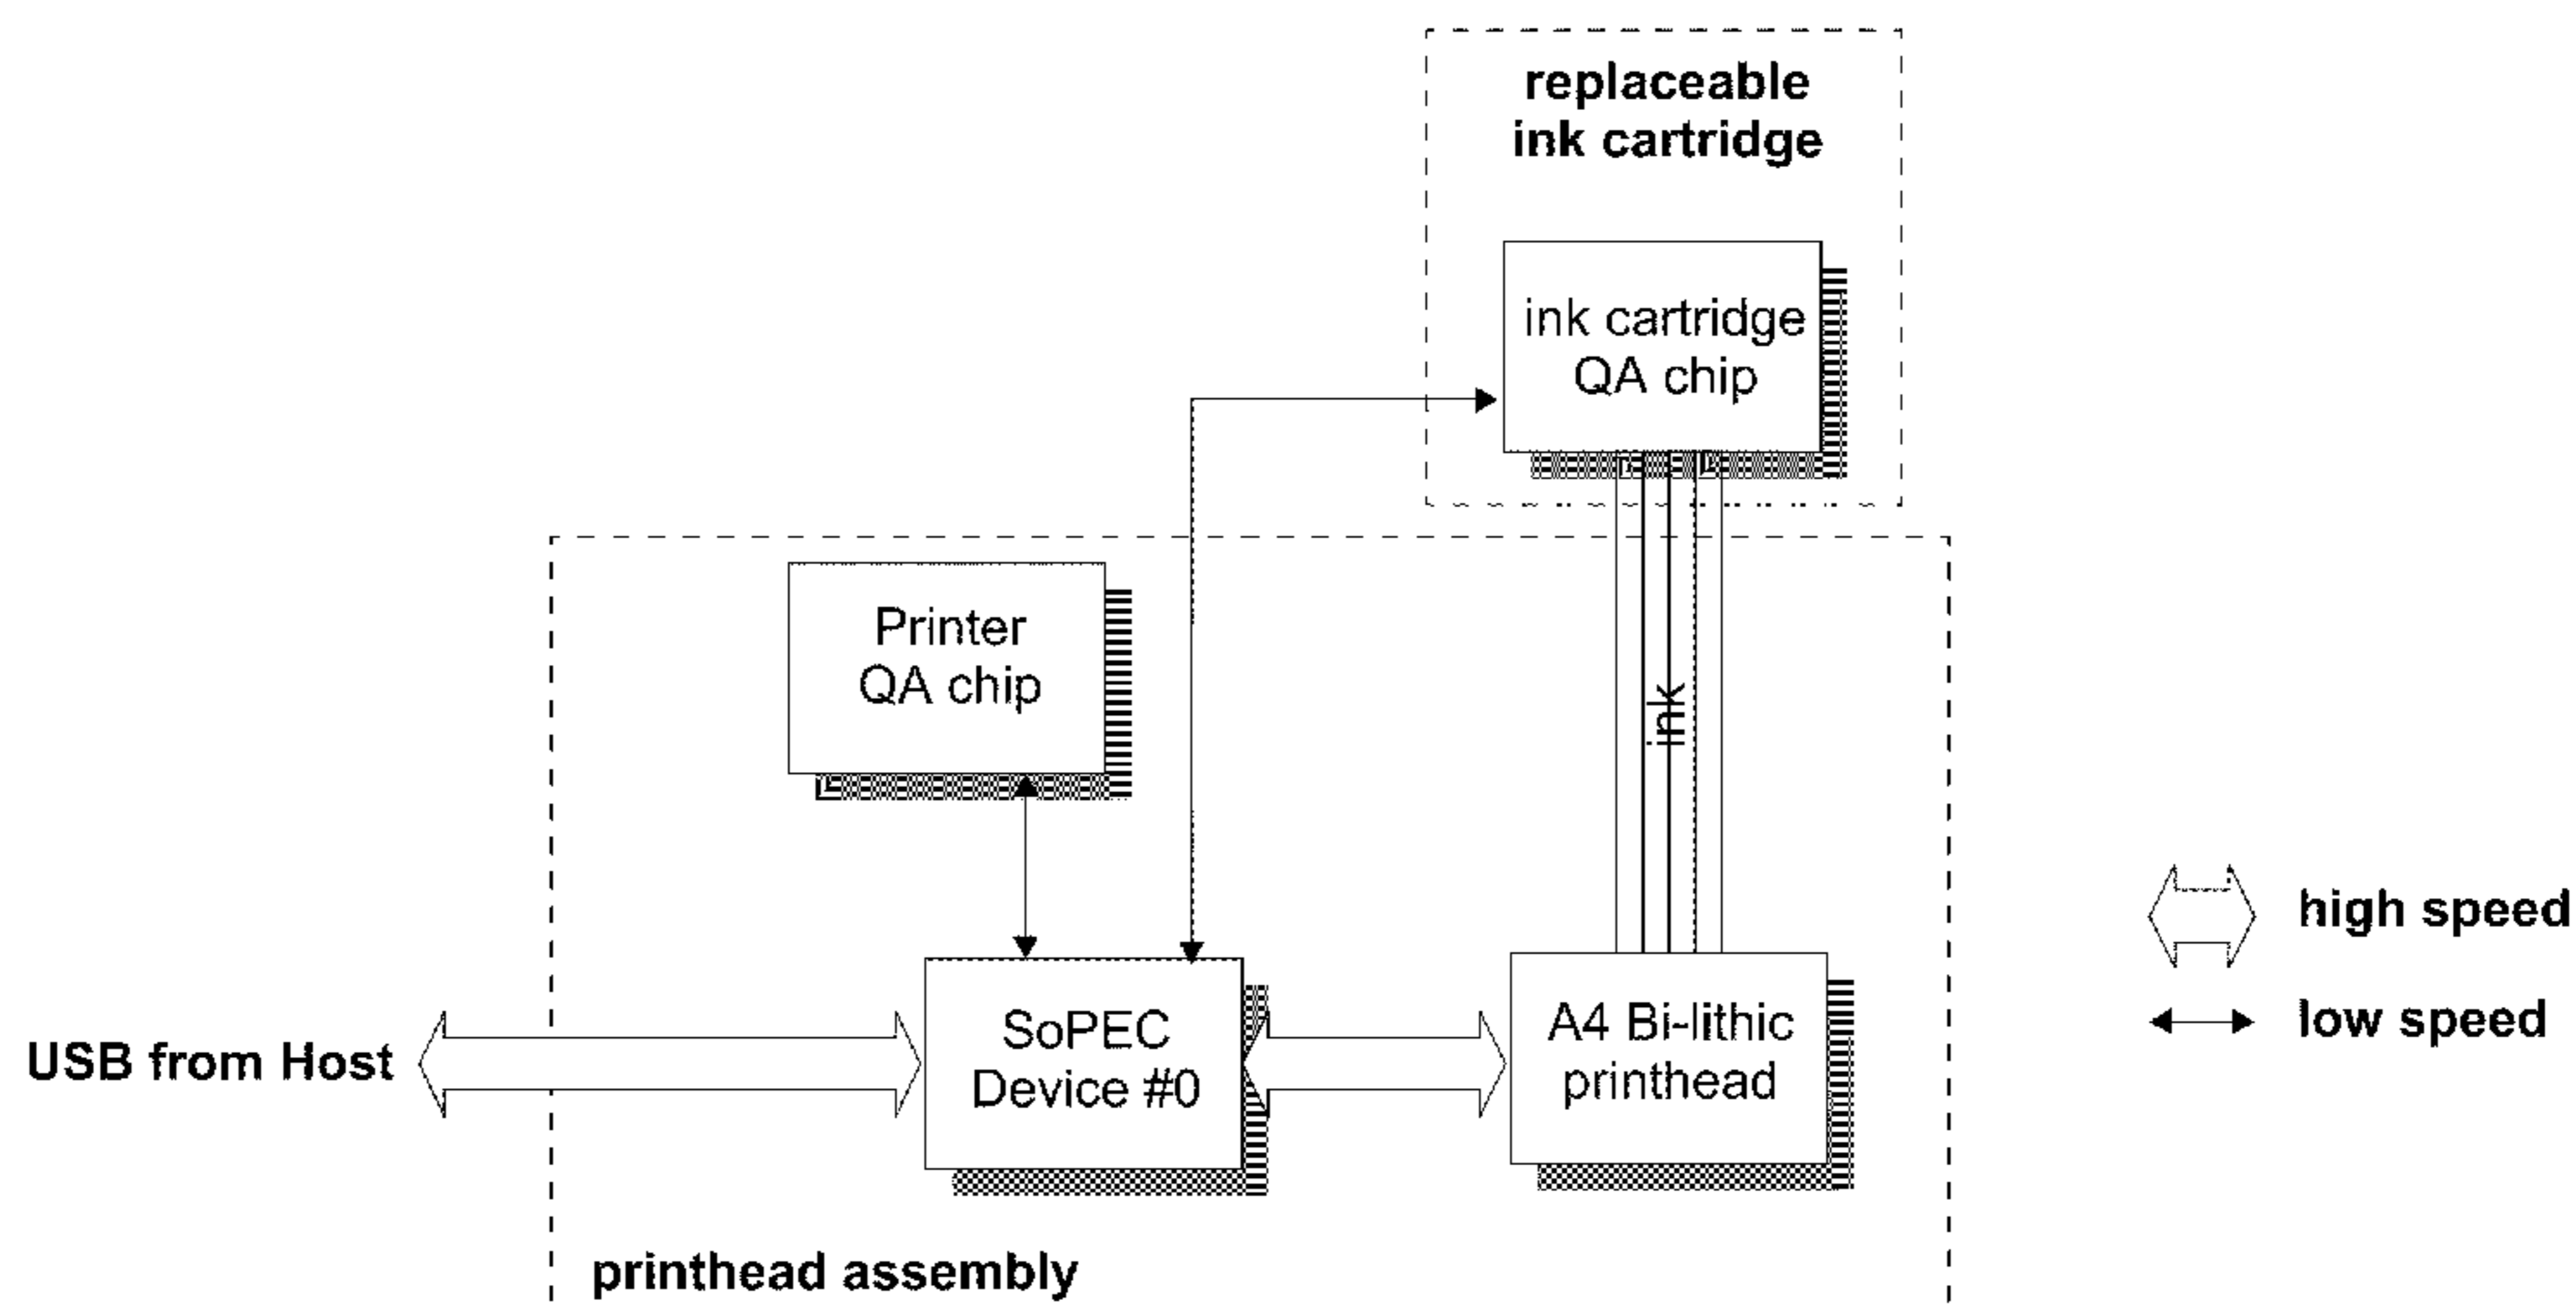 replaceable
ink cartridge
ink cartridge
QA chip
Printer
QA chip
ink
SoPEC
Device #0
A4 Bi-lithic
printhead
USB from Host
high speed
low speed
printhead assembly